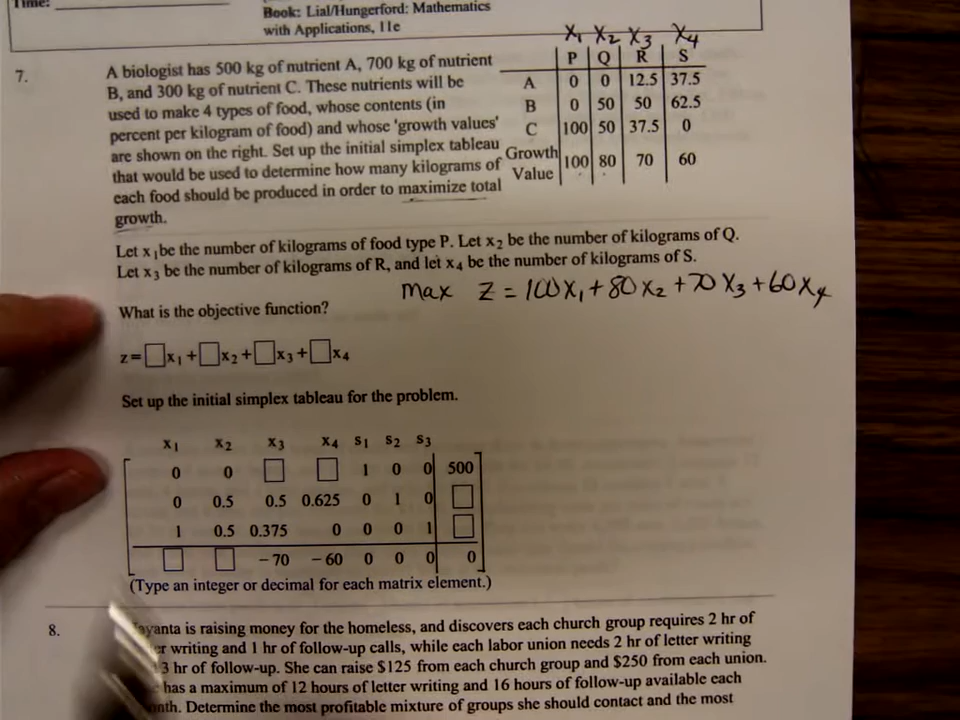 Time:
Book: Lial/Hungerford: Mathematics
with Applications, 11e
7.
A biologist has 500 kg of nutrient A, 700 kg of nutrient
B, and 300 kg of nutrient C. These nutrients will be
used to make 4 types of food, whose contents (in
percent per kilogram of food) and whose 'growth values'
are shown on the right. Set up the initial simplex tableau
that would be used to determine how many kilograms of
each food should be produced in order to maximize total
growth.
X₁ X₂ X₃ X₄
P Q R S
A 0 0 12.5 37.5
B 0 50 50 62.5
C 100 50 37.5 0
Growth
Value 100 80 70 60
Let x₁ be the number of kilograms of food type P. Let x₂ be the number of kilograms of Q.
Let x₃ be the number of kilograms of R, and let x₄ be the number of kilograms of S.
max z = 100x₁ + 80x₂ + 70x₃ + 60x₄
What is the objective function?
z = □x₁ + □x₂ + □x₃ + □x₄
Set up the initial simplex tableau for the problem.
x₁ x₂ x₃ x₄ s₁ s₂ s₃
0 0 □ □ 1 0 0 500
0 0.5 0.5 0.625 0 1 0 □
1 0.5 0.375 0 0 0 1 □
□ □ −70 −60 0 0 0 0
(Type an integer or decimal for each matrix element.)
8.
is raising money for the homeless, and discovers each church group requires 2 hr of
writing and 1 hr of follow-up calls, while each labor union needs 2 hr of letter writing
3 hr of follow-up. She can raise $125 from each church group and $250 from each union.
has a maximum of 12 hours of letter writing and 16 hours of follow-up available each
Determine the most profitable mixture of groups she should contact and the most